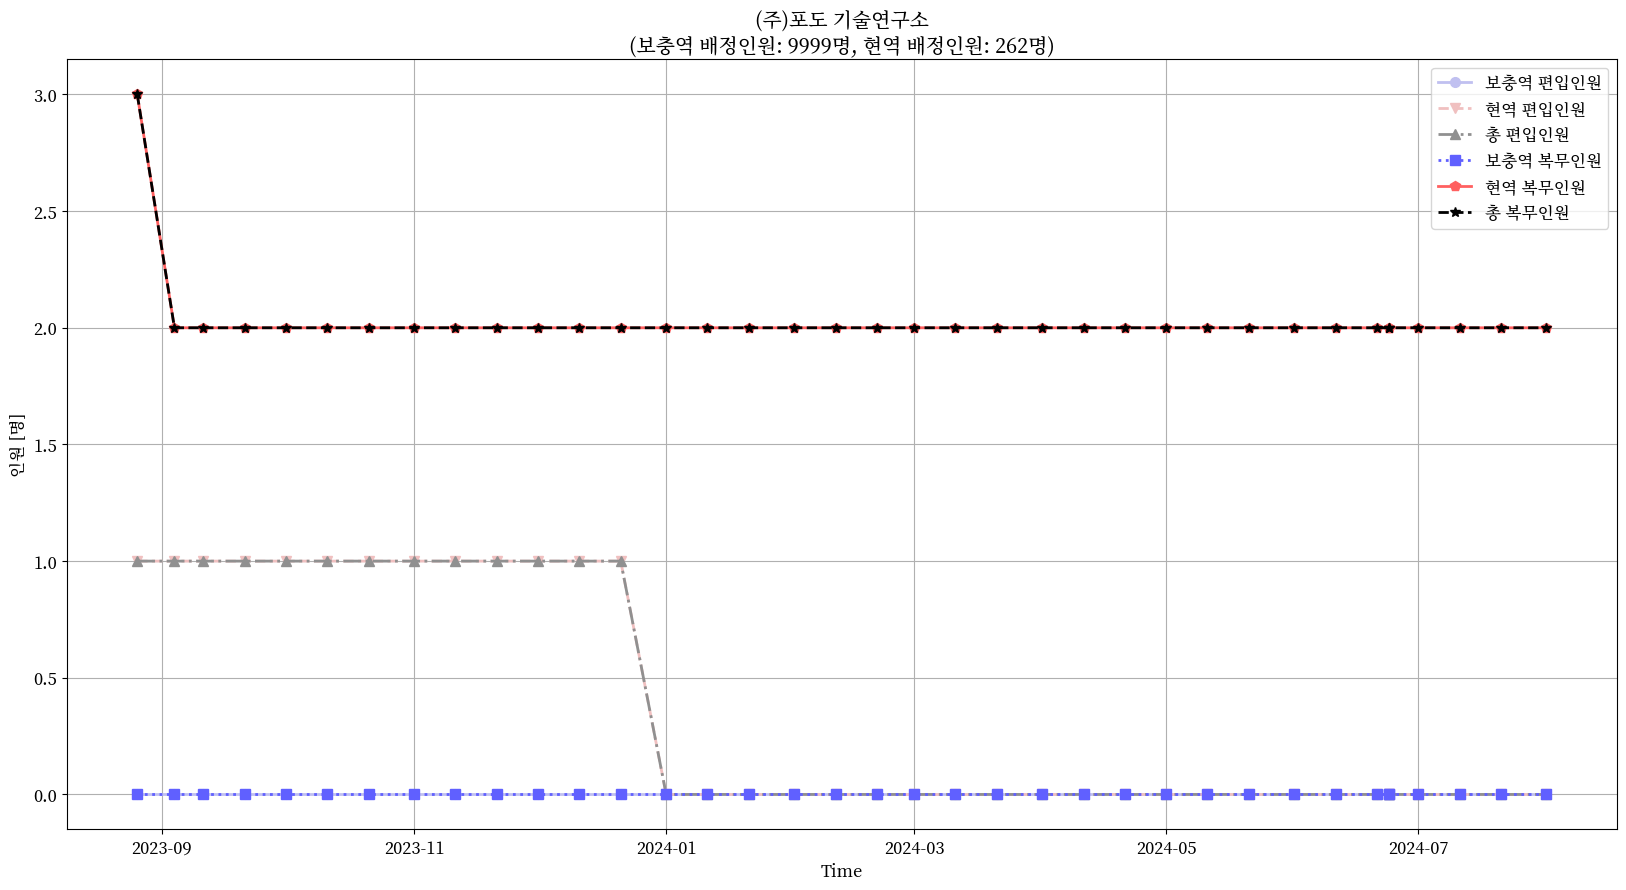 (주)포도 기술연구소
(보충역 배정인원: 9999명, 현역 배정인원: 262명)
보충역 편입인원
현역 편입인원
총 편입인원
보충역 복무인원
현역 복무인원
총 복무인원
3.0
2.5
2.0
1.5
1.0
0.5
0.0
인원 [명]
2023-09
2023-11
2024-01
2024-03
2024-05
2024-07
Time